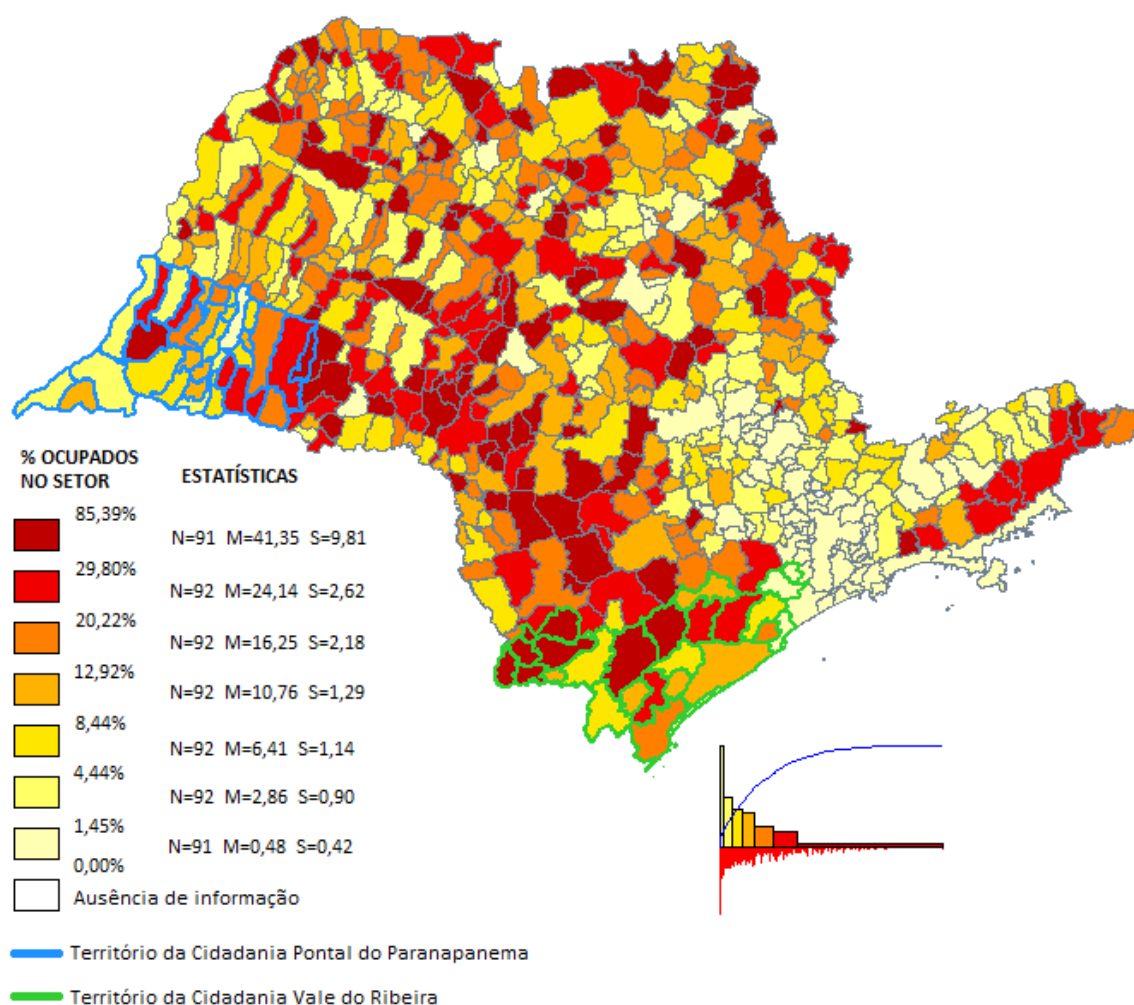 % OCUPADOS
NO SETOR
ESTATÍSTICAS
85,39%
N=91 M=41,35 S=9,81
29,80%
N=92 M=24,14 S=2,62
20,22%
N=92 M=16,25 S=2,18
12,92%
N=92 M=10,76 S=1,29
8,44%
N=92 M=6,41 S=1,14
4,44%
N=92 M=2,86 S=0,90
1,45%
N=91 M=0,48 S=0,42
0,00%
Ausência de informação
Território da Cidadania Pontal do Paranapanema
Território da Cidadania Vale do Ribeira